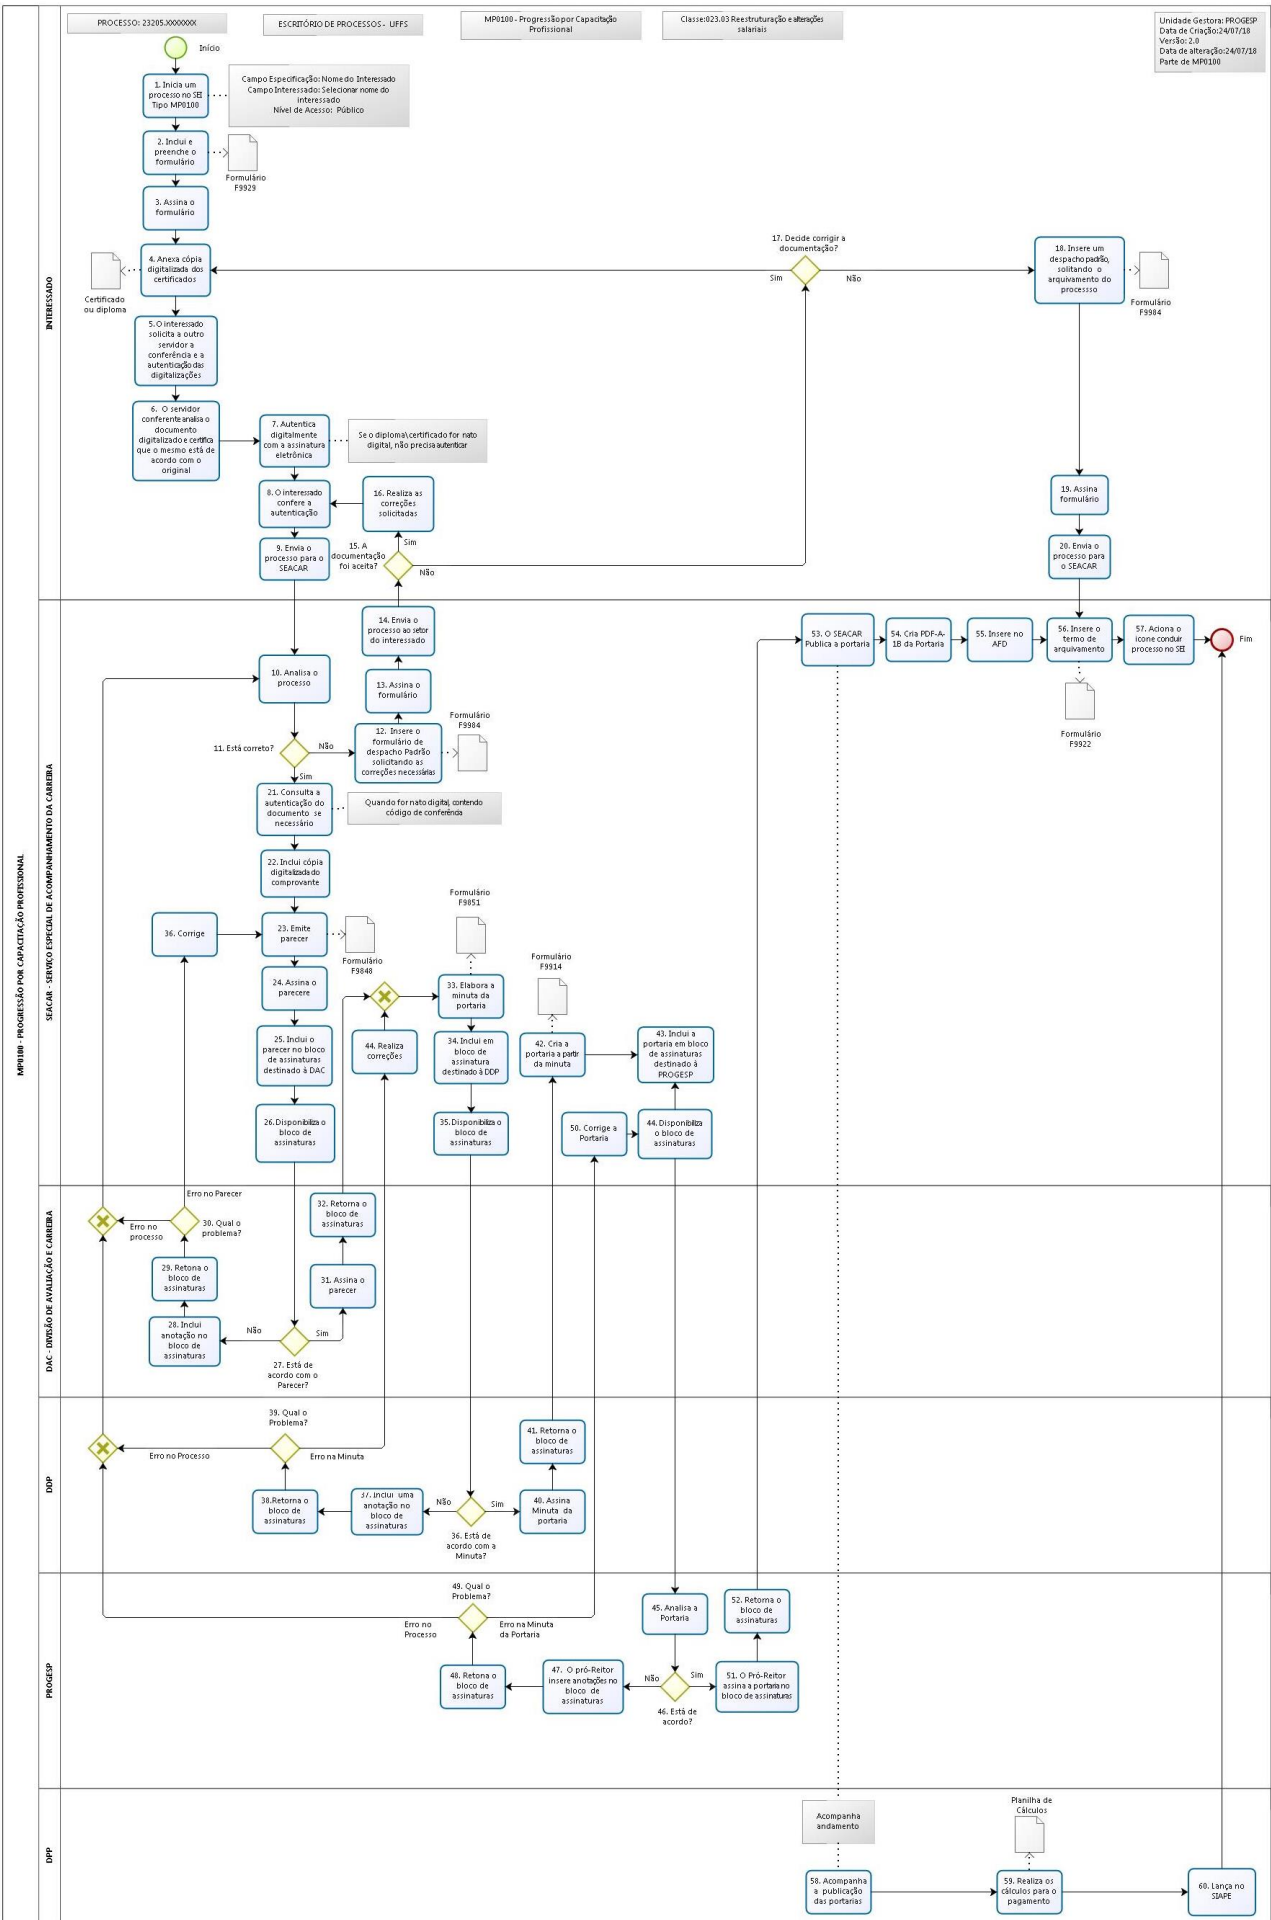 PROCESSO: 23205.XXXXXXX
ESCRITÓRIO DE PROCESSOS - UFFS
MP0100 - Progressão por Capacitação
Profissional
Classe:023.03 Reestruturação e alterações
salariais
Unidade Gestora: PROGESP
Data de Criação:24/07/18
Versão: 2.0
Data de alteração:24/07/18
Parte de MP0100
MP0100 - PROGRESSÃO POR CAPACITAÇÃO PROFISSIONAL
INTERESSADO
Início
1. Inicia um
processo no SEI
Tipo MP0100
Campo Especificação: Nome do Interessado
Campo Interessado: Selecionar nome do
interessado
Nível de Acesso: Público
2. Inclui e
preenche o
formulário
Formulário
F9929
3. Assina o
formulário
4. Anexa cópia
digitalizada dos
certificados
Certificado
ou diploma
5. O interessado
solicita a outro
servidor a
conferência e a
autenticação das
digitalizações
6. O servidor
conferente analisa o
documento
digitalizado e certifica
que o mesmo está de
acordo com o
original
7. Autentica
digitalmente
com a assinatura
eletrônica
Se o diploma\certificado for nato
digital, não precisa autenticar
8. O interessado
confere a
autenticação
9. Envia o
processo para o
SEACAR
16. Realiza as
correções
solicitadas
15. A
documentação
foi aceita?
Sim
Não
17. Decide corrigir a
documentação?
Sim
Não
18. Insere um
despacho padrão,
solitando o
arquivamento do
processso
Formulário
F9984
19. Assina
formulário
20. Envia o
processo para
o SEACAR
SEACAR - SERVIÇO ESPECIAL DE ACOMPANHAMENTO DA CARREIRA
14. Envia o
processo ao setor
do interessado
13. Assina o
formulário
10. Analisa o
processo
11. Está correto?
Não
Sim
12. Insere o
formulário de
despacho Padrão
solicitando as
correções necessárias
Formulário
F9984
53. O SEACAR
Publica a portaria
54. Cria PDF-A-
1B da Portaria
55. Insere no
AFD
56. Insere o
termo de
arquivamento
57. Aciona o
icone conduir
processo no SEI
Fim
Formulário
F9922
21. Consulta a
autenticação do
documento se
necessário
Quando for nato digital, contendo
código de conferência
22. Inclui cópia
digitalizada do
comprovante
36. Corrige
23. Emite
parecer
Formulário
F9848
24. Assina o
parecere
25. Inclui o
parecer no bloco
de assinaturas
destinado à DAC
26. Disponibiliza o
bloco de
assinaturas
44. Realiza
correções
Formulário
F9851
33. Elabora a
minuta da
portaria
34. Inclui em
bloco de
assinatura
destinado à DDP
35. Disponibiliza o
bloco de
assinaturas
Formulário
F9914
42. Cria a
portaria a partir
da minuta
43. Inclui a
portaria em bloco
de assinaturas
destinado à
PROGESP
50. Corrige a
Portaria
44. Disponibiliza
o bloco de
assinaturas
DAC - DIVISÃO DE AVALIAÇÃO E CARREIRA
Erro no Parecer
Erro no
processo
30. Qual o
problema?
29. Retona o
bloco de
assinaturas
28. Inclui
anotação no
bloco de
assinaturas
Não
Sim
27. Está de
acordo com o
Parecer?
31. Assina o
parecer
32. Retorna o
bloco de
assinaturas
DDP
39. Qual o
Problema?
Erro no Processo
Erro na Minuta
38.Retorna o
bloco de
assinaturas
37. Inclui uma
anotação no
bloco de
assinaturas
Não
Sim
36. Está de
acordo com a
Minuta?
40. Assina
Minuta da
portaria
41. Retorna o
bloco de
assinaturas
PROGESP
49. Qual o
Problema?
Erro no
Processo
Erro na Minuta
da Portaria
48. Retona o
bloco de
assinaturas
47. O pró-Reitor
insere anotações no
bloco de
assinaturas
45. Analisa a
Portaria
Não
Sim
46. Está de
acordo?
51. O Pró-Reitor
assina a portaria no
bloco de assinaturas
52. Retorna o
bloco de
assinaturas
DPP
Acompanha
andamento
58. Acompanha
a publicação
das portarias
Planilha de
Cálculos
59. Realiza os
cálculos para o
pagamento
60. Lança no
SIAPE